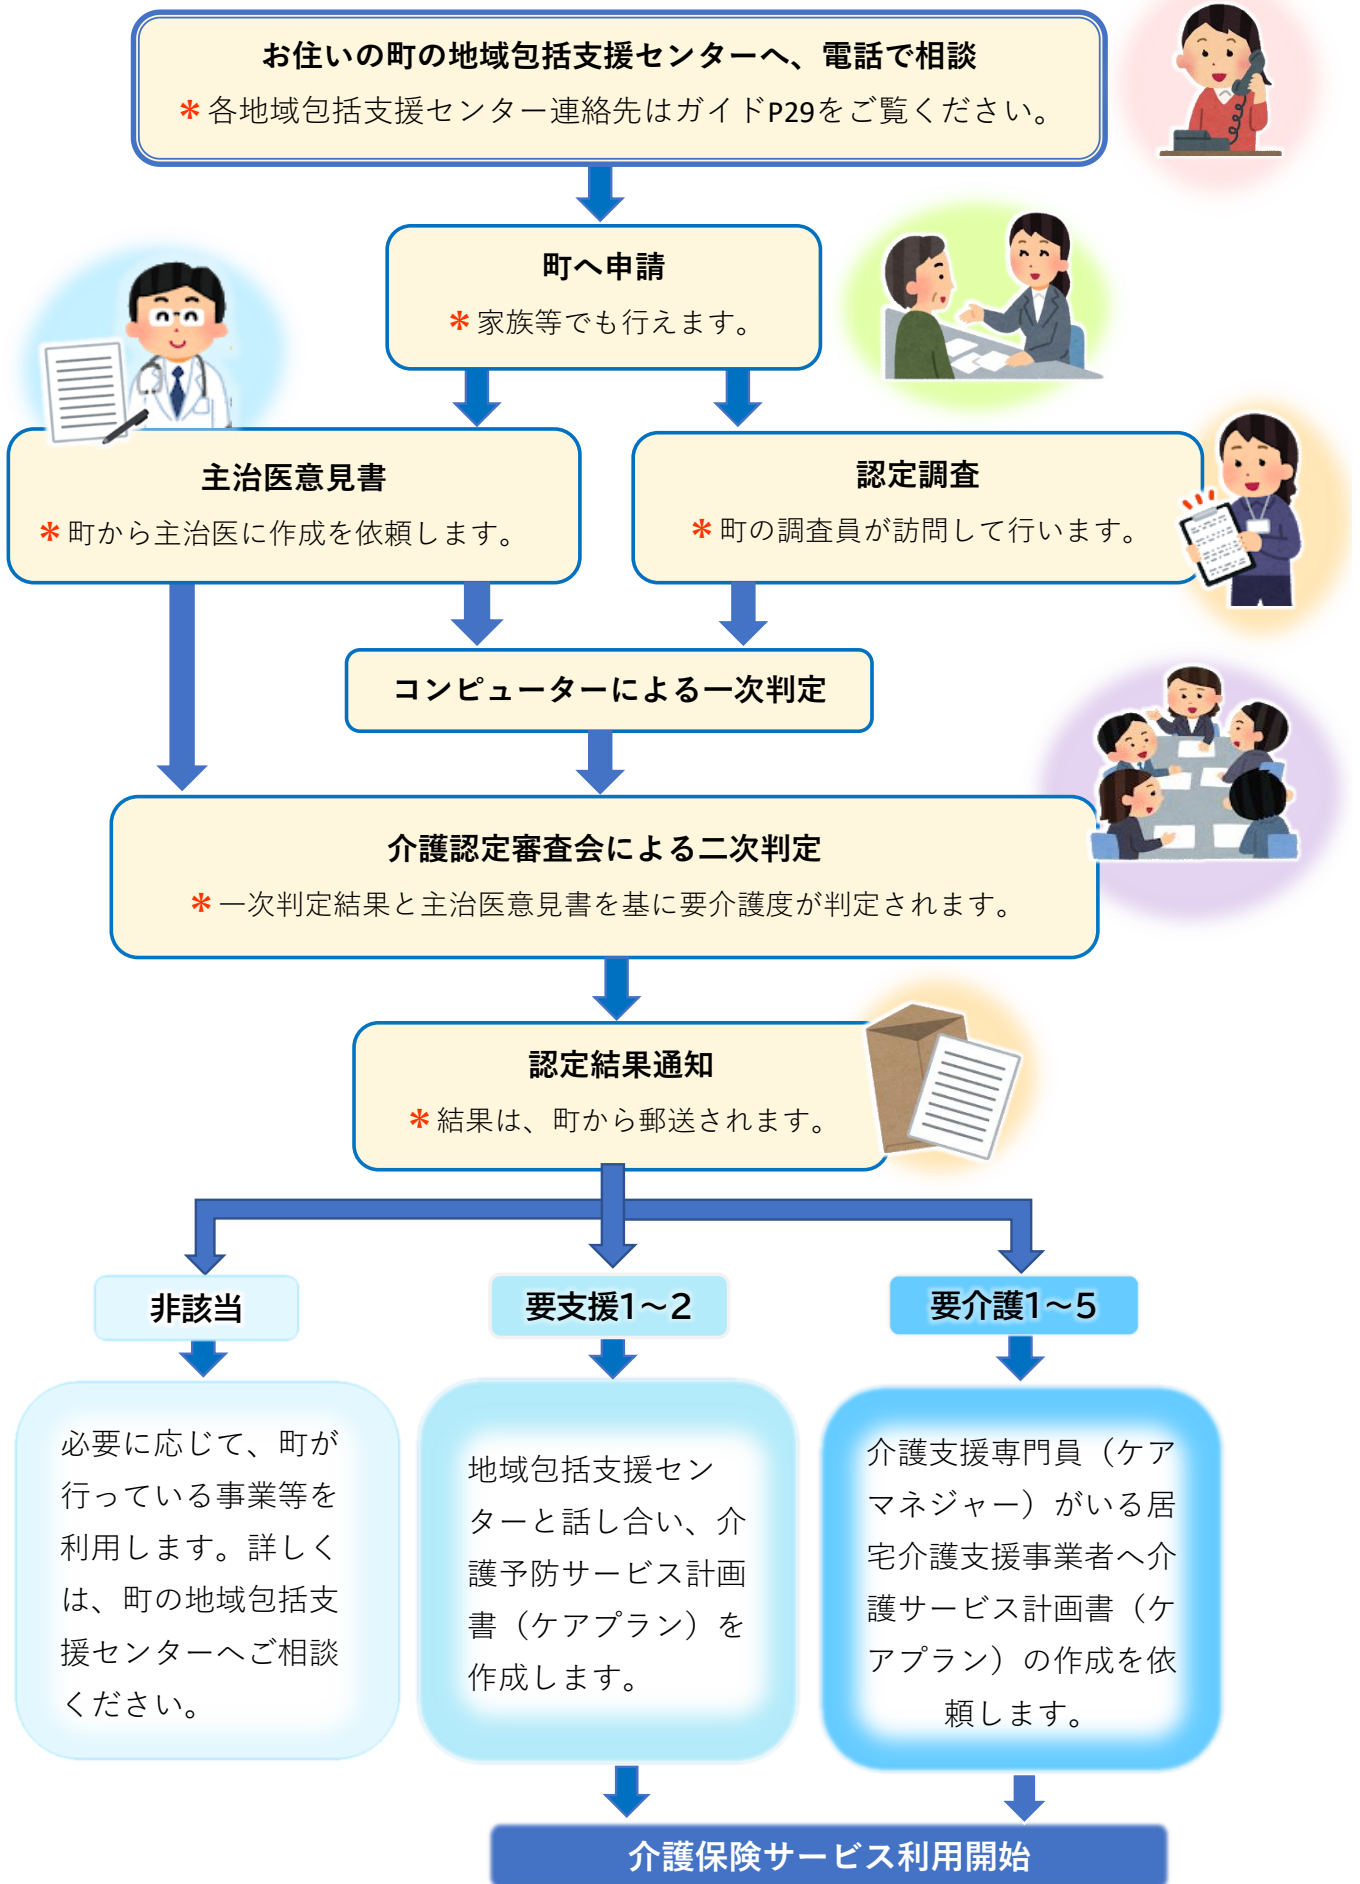 お住いの町の地域包括支援センターへ、電話で相談
＊各地域包括支援センター連絡先はガイドP29をご覧ください。
町へ申請
＊家族等でも行えます。
主治医意見書
＊町から主治医に作成を依頼します。
認定調査
＊町の調査員が訪問して行います。
コンピューターによる一次判定
介護認定審査会による二次判定
＊一次判定結果と主治医意見書を基に要介護度が判定されます。
認定結果通知
＊結果は、町から郵送されます。
非該当
要支援1～2
要介護1～5
必要に応じて、町が
行っている事業等を
利用します。詳しく
は、町の地域包括支
援センターへご相談
ください。
地域包括支援セン
ターと話し合い、介
護予防サービス計画
書（ケアプラン）を
作成します。
介護支援専門員（ケア
マネジャー）がいる居
宅介護支援事業者へ介
護サービス計画書（ケ
アプラン）の作成を依
頼します。
介護保険サービス利用開始